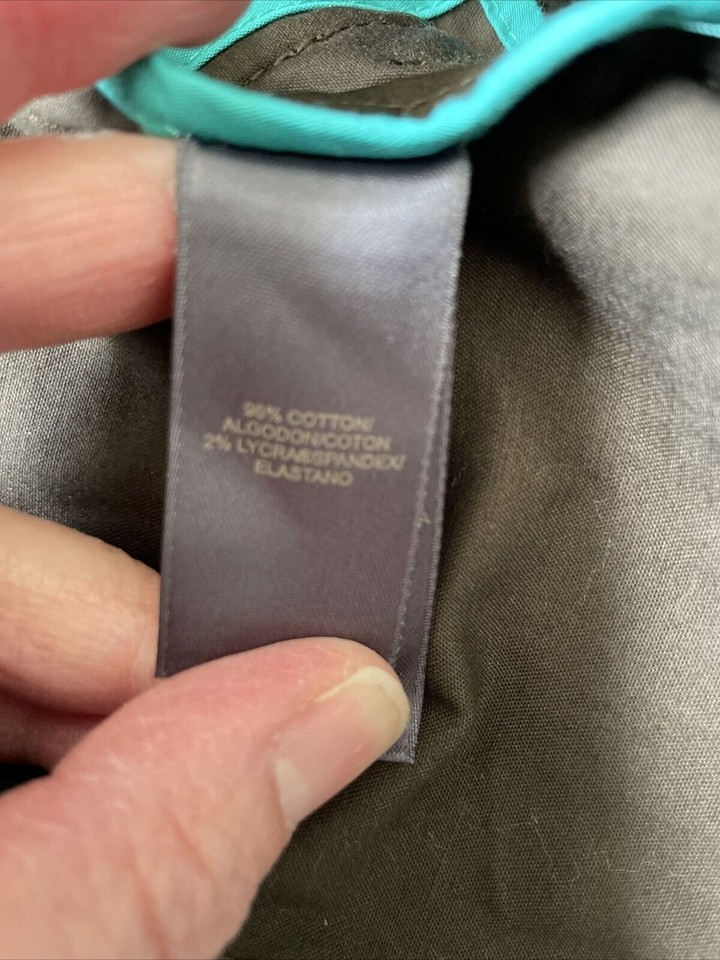 98% COTTON/
ALGODON/COTON
2% LYCRA®SPANDEX/
ELASTANO